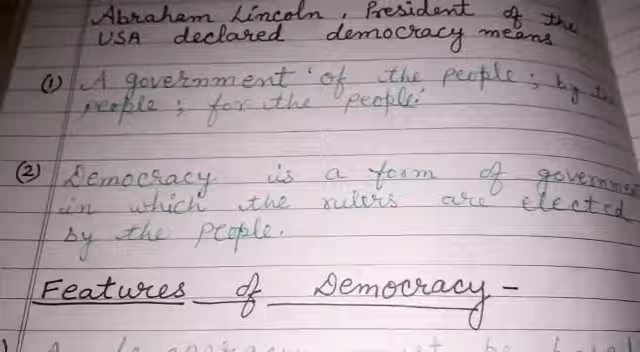 Abraham Lincoln, President of the
USA declared democracy means
(1) A government 'of the people; by the
people; for the people.'
(2) Democracy is a form of governme
in which the rulers are elected
by the people.
Features of Democracy -